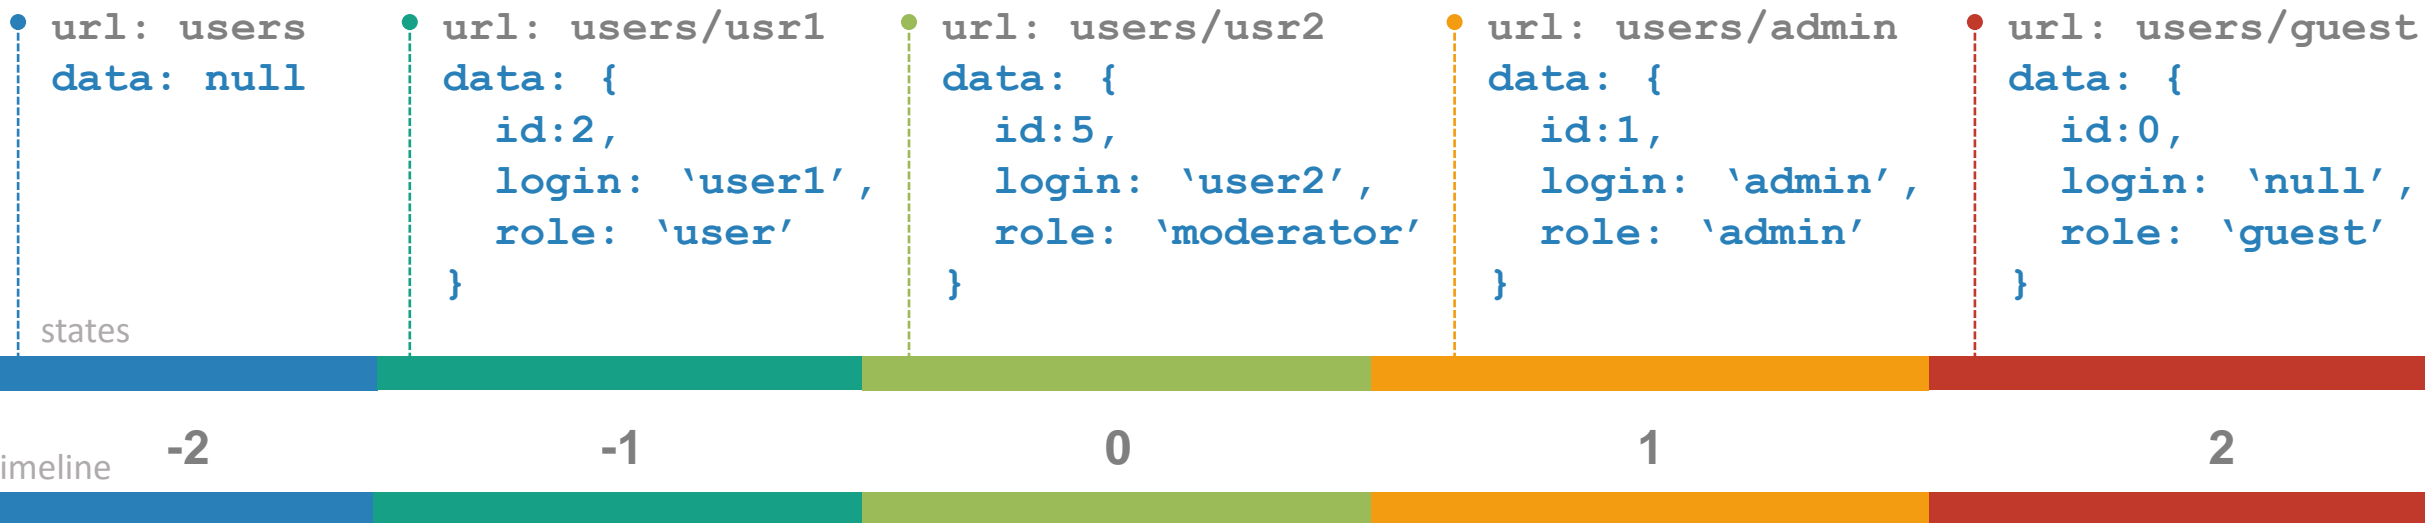 url: users
data: null
url: users/usr1
data: {
id:2,
login: ‘user1’,
role: ‘user’
}
url: users/usr2
data: {
id:5,
login: ‘user2’,
role: ‘moderator’
}
url: users/admin
data: {
id:1,
login: ‘admin’,
role: ‘admin’
}
url: users/guest
data: {
id:0,
login: ‘null’,
role: ‘guest’
}
states
-2 -1 0 1 2
imeline